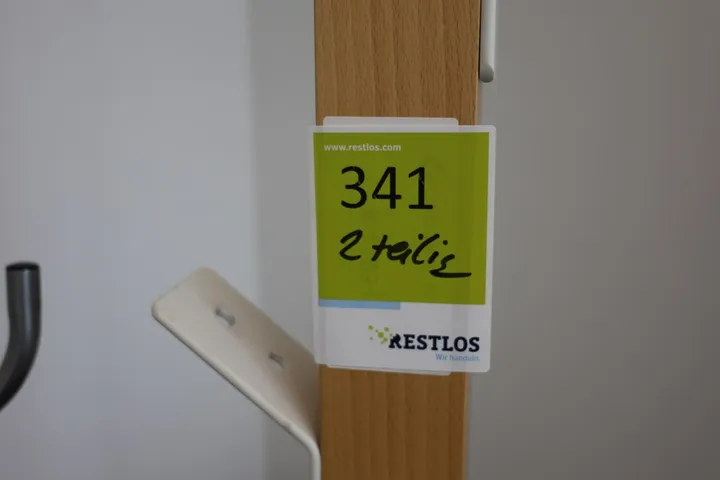 www.restlos.com
341
2 teilig
RESTLOS
Wir handeln